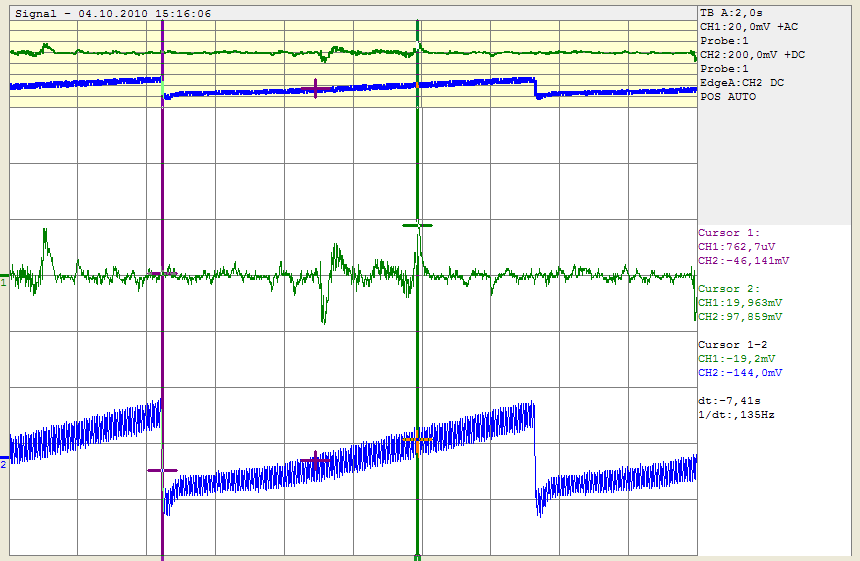 Signal - 04.10.2010 15:16:06
TB A:2,0s
CH1:20,0mV +AC
Probe:1
CH2:200,0mV +DC
Probe:1
EdgeA:CH2 DC
POS AUTO
Cursor 1:
CH1:762,7uV
CH2:-46,141mV
Cursor 2:
CH1:19,963mV
CH2:97,859mV
Cursor 1-2
CH1:-19,2mV
CH2:-144,0mV
dt:-7,41s
1/dt:,135Hz
1
2